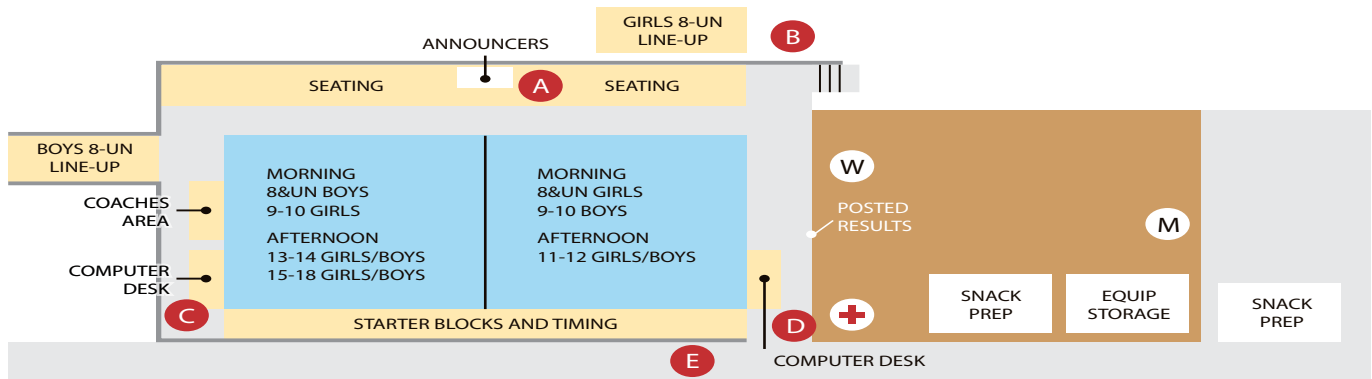 GIRLS 8-UN
LINE-UP
B
ANNOUNCERS
SEATING
A
SEATING
BOYS 8-UN
LINE-UP
COACHES
AREA
COMPUTER
DESK
C
MORNING
8&UN BOYS
9-10 GIRLS
AFTERNOON
13-14 GIRLS/BOYS
15-18 GIRLS/BOYS
MORNING
8&UN GIRLS
9-10 BOYS
AFTERNOON
11-12 GIRLS/BOYS
STARTER BLOCKS AND TIMING
D
E
COMPUTER DESK
W
POSTED
RESULTS
M
SNACK
PREP
EQUIP
STORAGE
SNACK
PREP